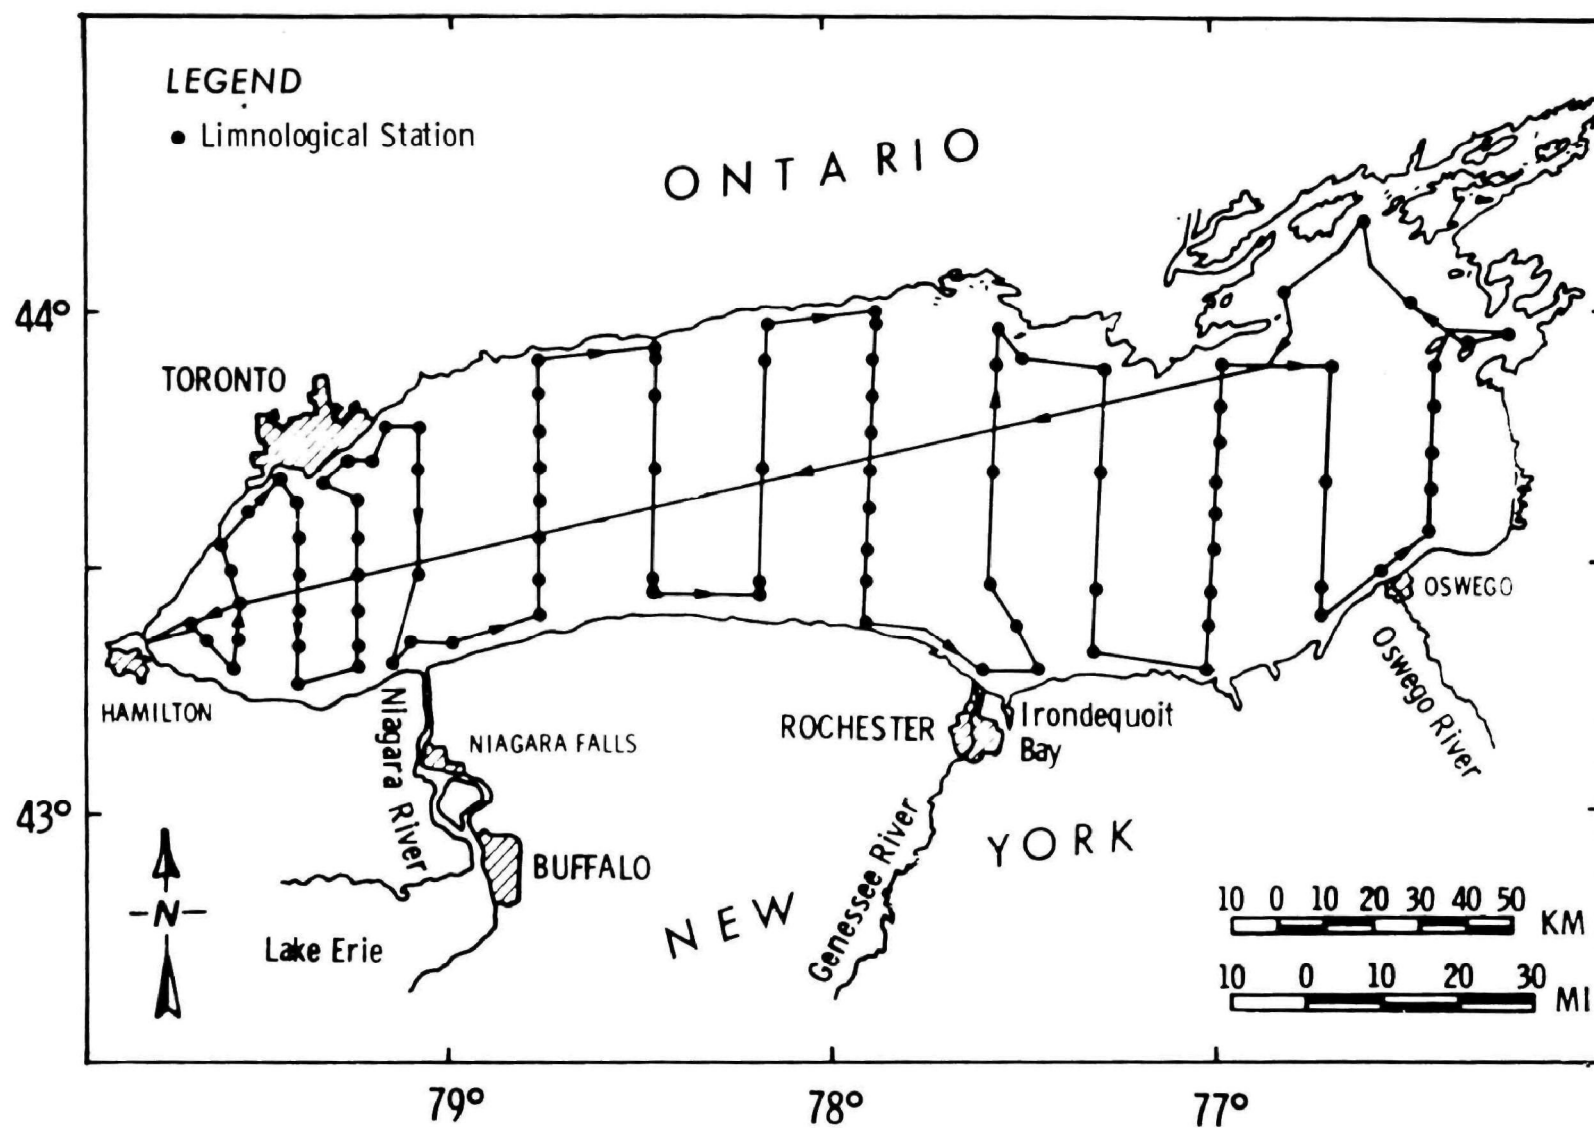 LEGEND
● Limnological Station
ONTARIO
44°
TORONTO
HAMILTON
Niagara River
NIAGARA FALLS
ROCHESTER
Irondequoit
Bay
OSWEGO
Oswego River
43°
BUFFALO
Lake Erie
NEW YORK
Genessee River
-N-
10 0 10 20 30 40 50 KM
10 0 10 20 30 MI
79° 78° 77°